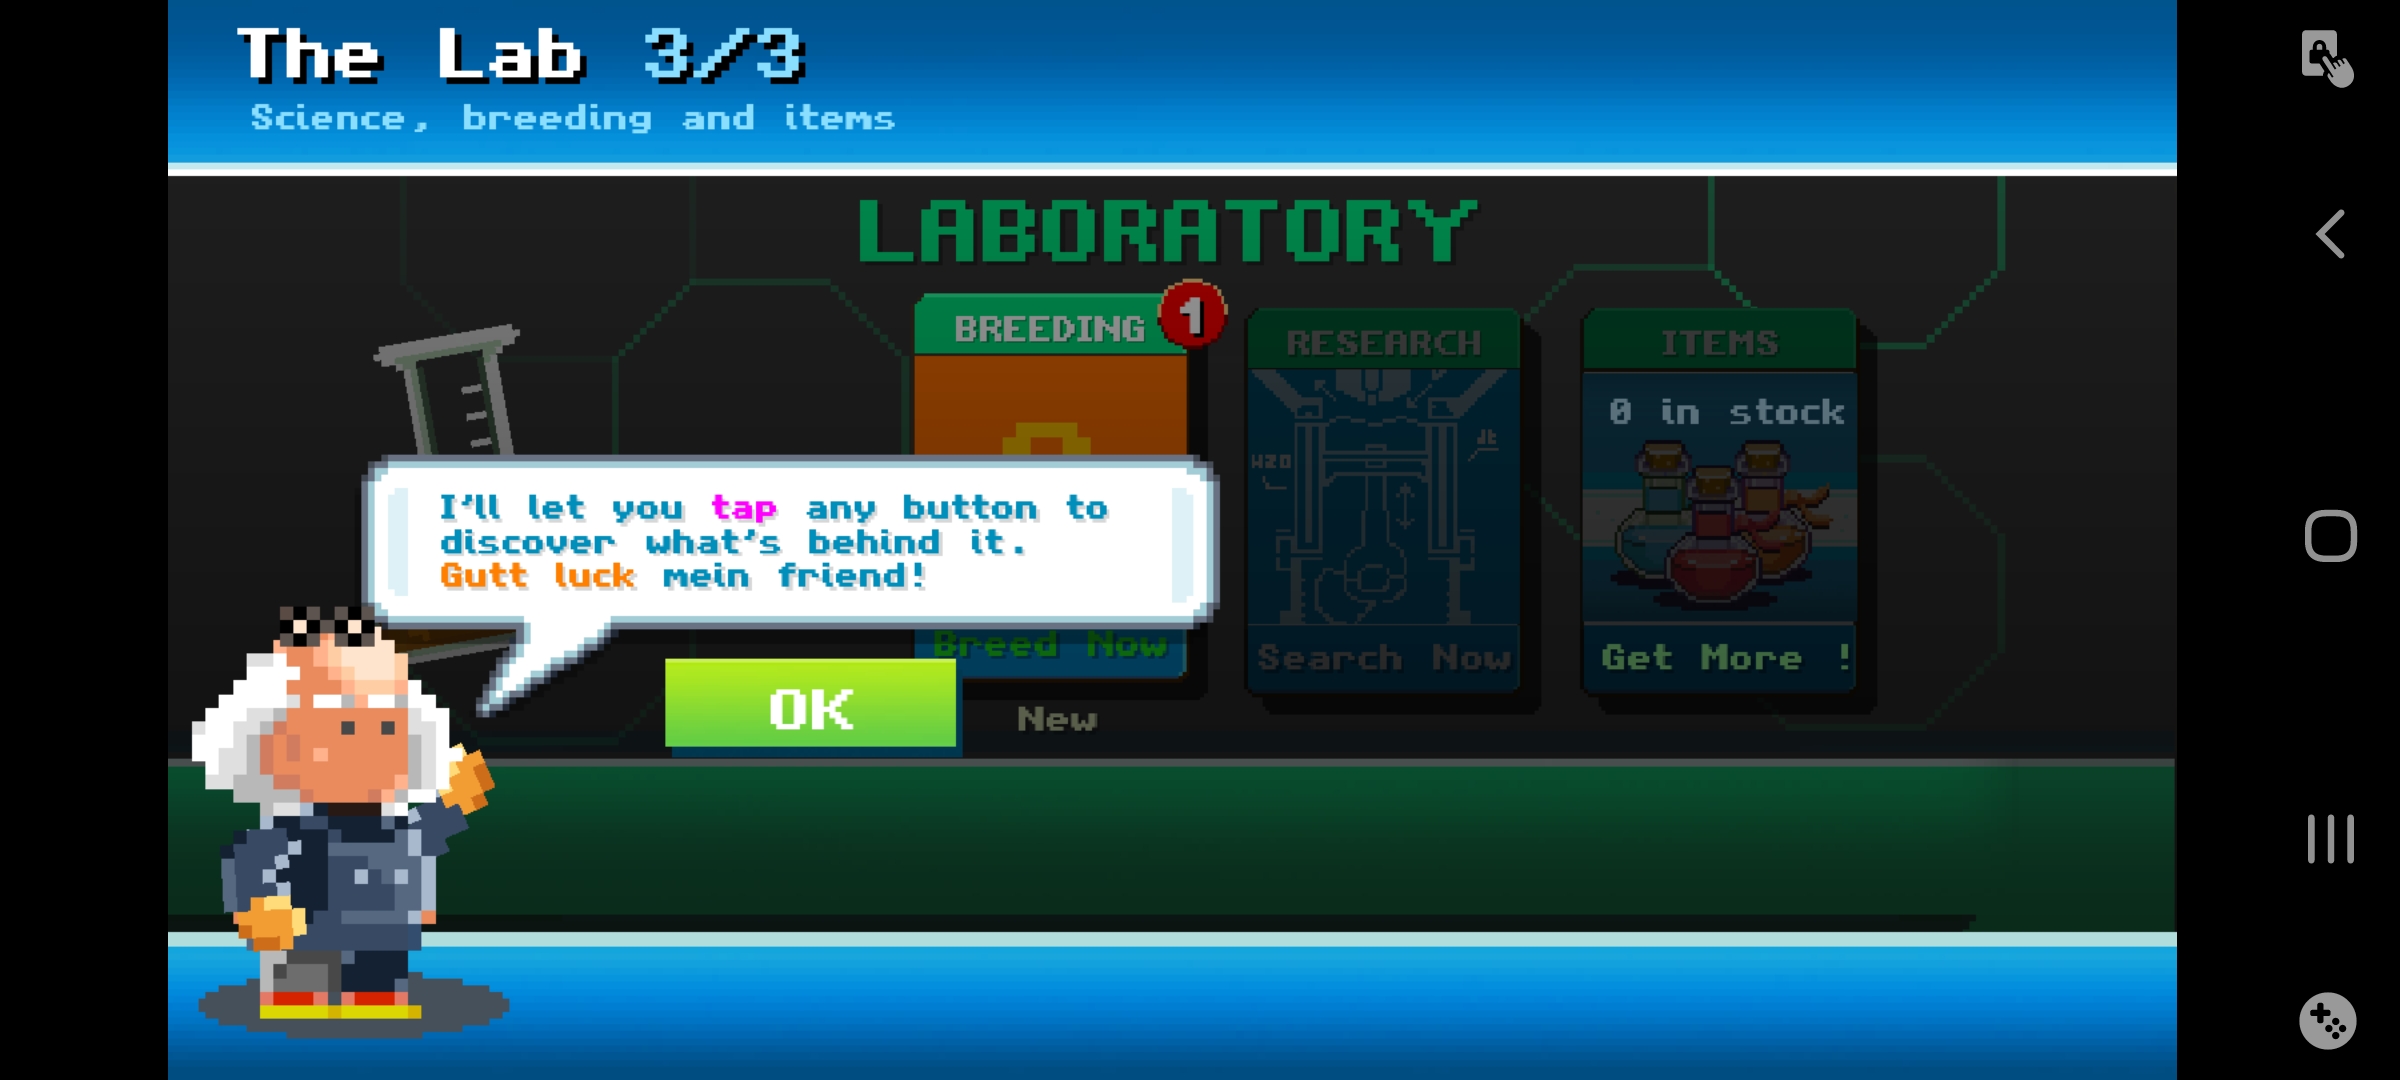 The Lab 3/3
Science, breeding and items
LABORATORY
BREEDING
1
RESEARCH
ITEMS
0 in stock
H2O
I'll let you tap any button to
discover what's behind it.
Gutt luck mein friend!
Breed Now
Search Now
Get More !
OK
New